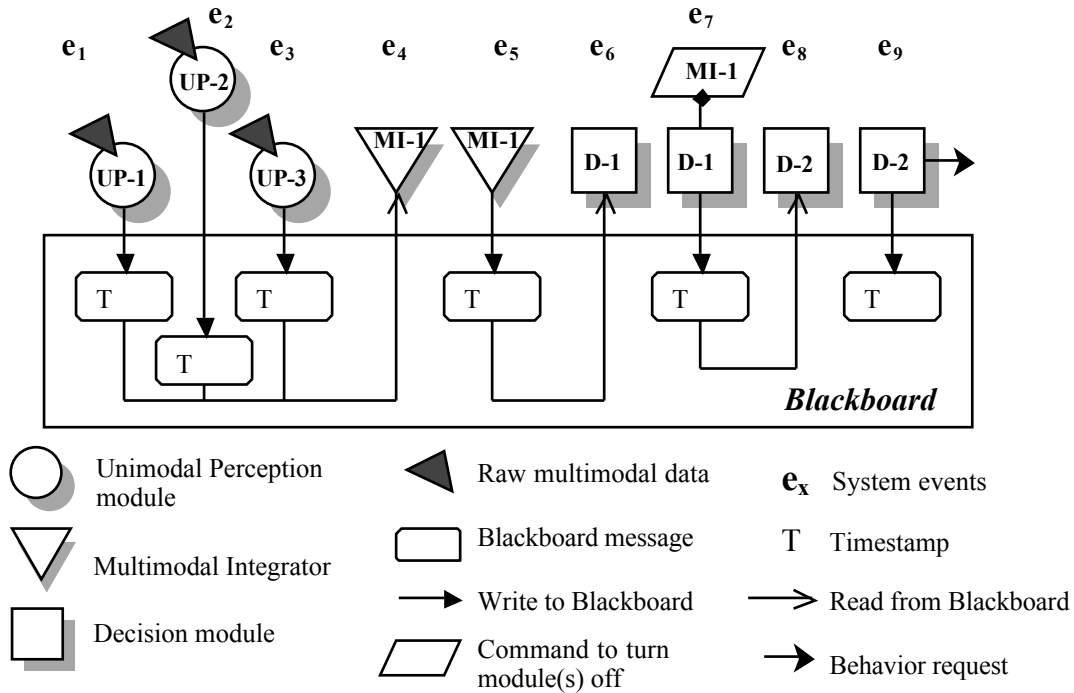 e1 e2 e3 e4 e5 e6 e7 e8 e9
UP-1 UP-2 UP-3 MI-1 MI-1 D-1 MI-1
D-1 D-2 D-2
T T T T T T
Blackboard
Unimodal Perception
module
Multimodal Integrator
Decision module
Raw multimodal data
Blackboard message
Write to Blackboard
Command to turn
module(s) off
ex System events
T Timestamp
Read from Blackboard
Behavior request